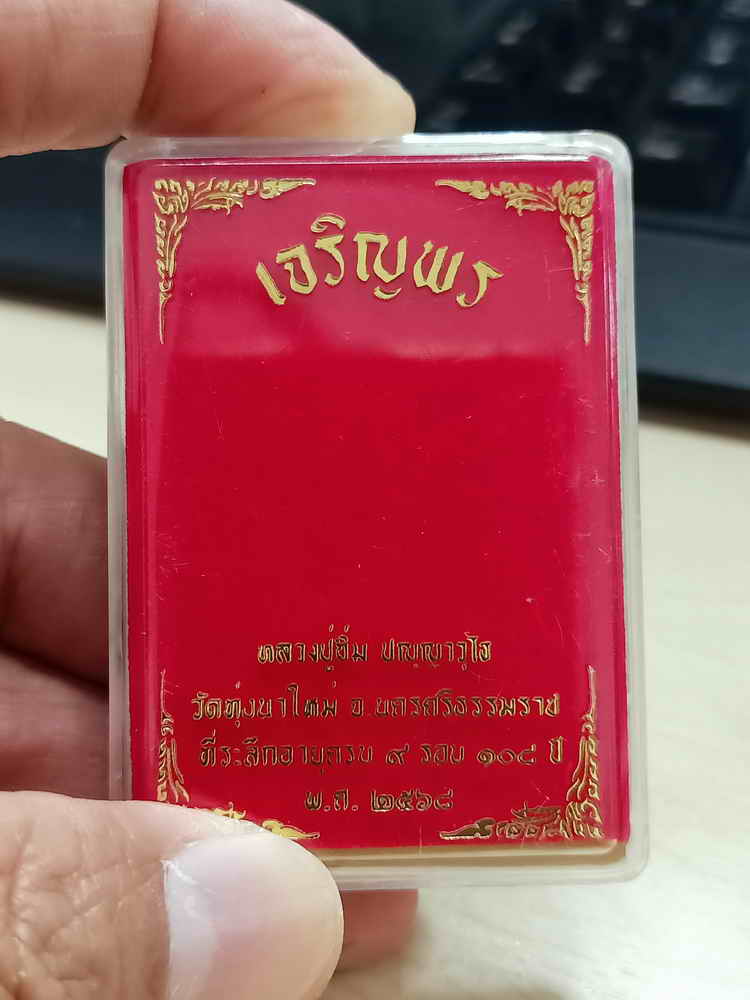 เจริญพร
หลวงปู่ทิ่ม ปญฺญาวุโธ
วัดทุ่งนาใหม่ จ.นครศรีธรรมราช
ที่ระลึกอายุครบ ๙ รอบ ๑๐๘ ปี
พ.ศ. ๒๕๖๘